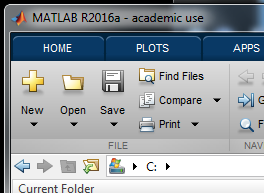 MATLAB R2016a - academic use
HOME PLOTS APPS
New Open Save Find Files
Compare
Print
FILE NAV
C:
Current Folder